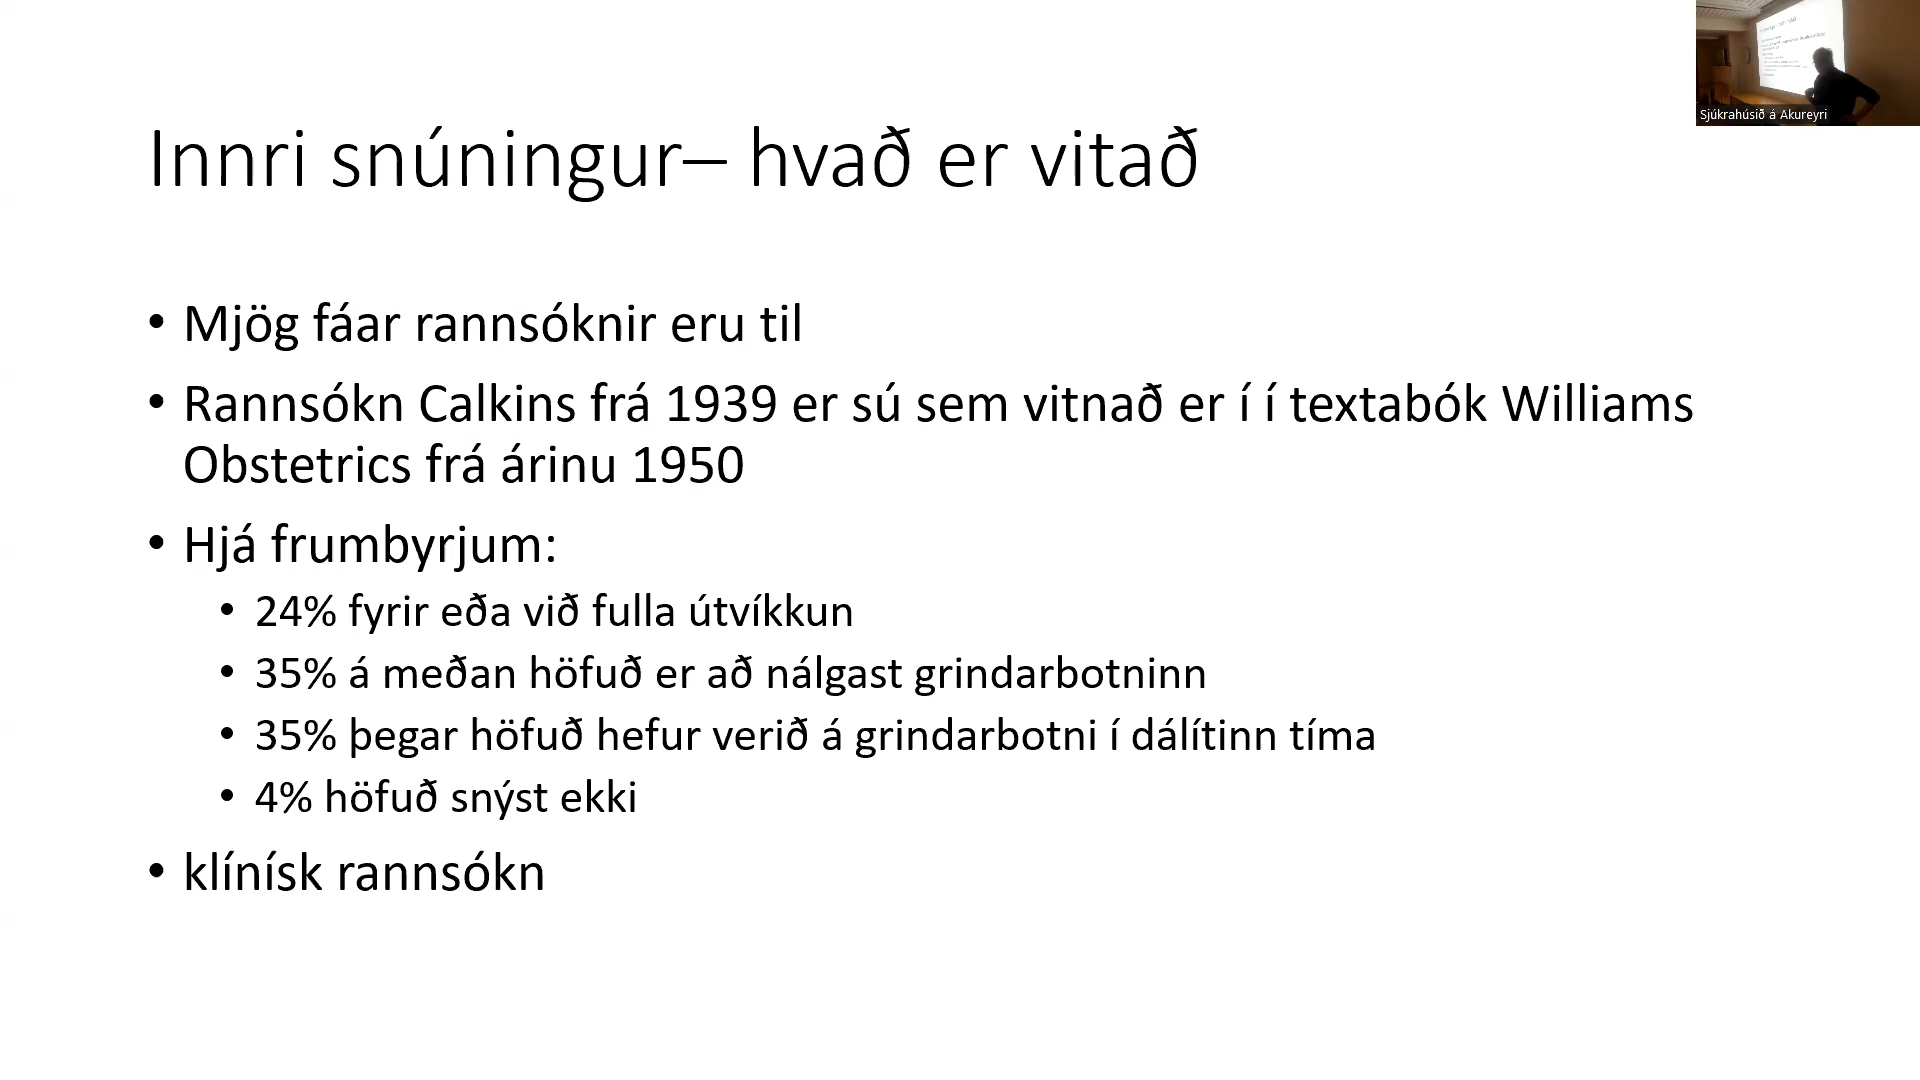 Sjúkrahúsið á Akureyri
Innri snúningur– hvað er vitað
• Mjög fáar rannsóknir eru til
• Rannsókn Calkins frá 1939 er sú sem vitnað er í í textabók Williams
Obstetrics frá árinu 1950
• Hjá frumbyrjum:
• 24% fyrir eða við fulla útvíkkun
• 35% á meðan höfuð er að nálgast grindarbotninn
• 35% þegar höfuð hefur verið á grindarbotni í dálítinn tíma
• 4% höfuð snýst ekki
• klínísk rannsókn